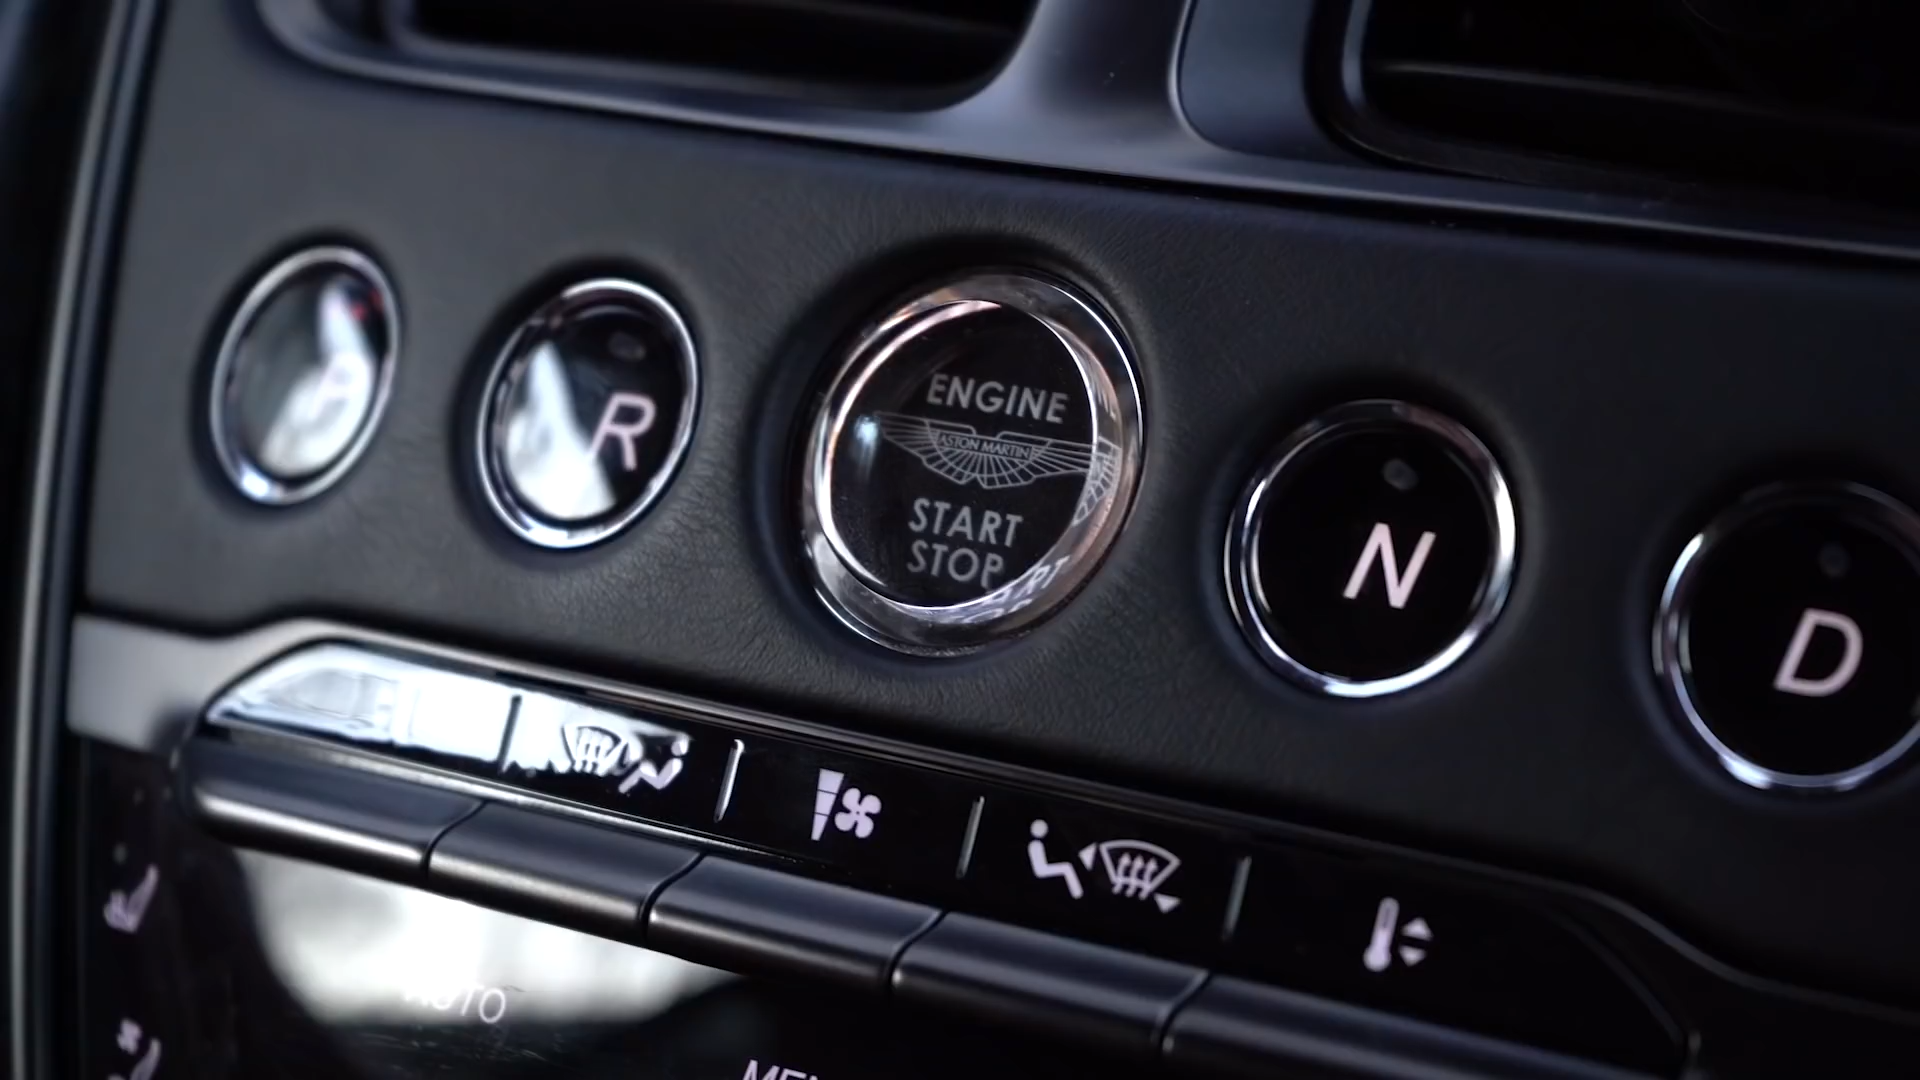 P
R
ENGINE
ASTON MARTIN
START
STOP
N
D
AUTO